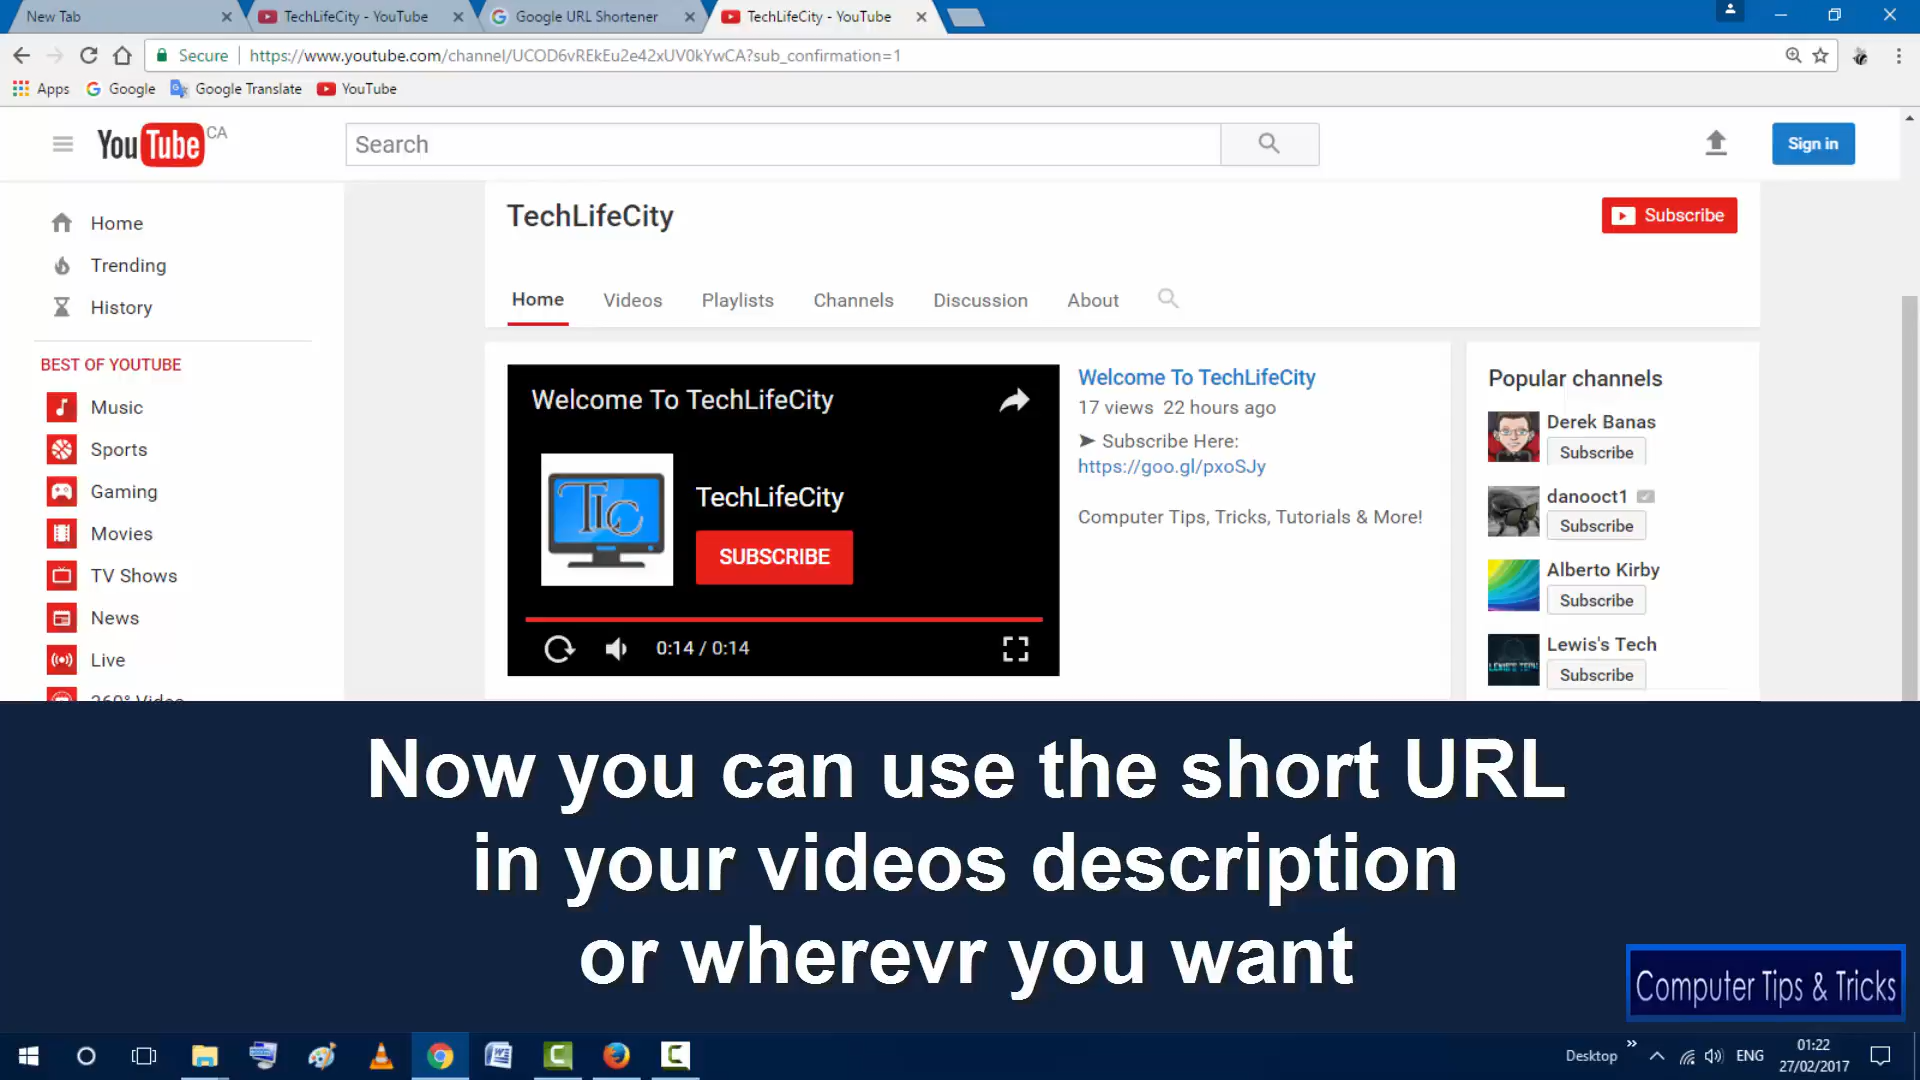 New Tab
TechLifeCity - YouTube
Google URL Shortener
TechLifeCity - YouTube
Secure
https://www.youtube.com/channel/UCOD6vREkEu2e42xUV0kYwCA?sub_confirmation=1
Apps
Google
Google Translate
YouTube
YouTube CA
Search
Sign in
Home
Trending
History
BEST OF YOUTUBE
Music
Sports
Gaming
Movies
TV Shows
News
Live
360° Video
TechLifeCity
Subscribe
Home
Videos
Playlists
Channels
Discussion
About
Welcome To TechLifeCity
TLC
TechLifeCity
SUBSCRIBE
0:14 / 0:14
Welcome To TechLifeCity
17 views 22 hours ago
➤ Subscribe Here:
https://goo.gl/pxoSJy
Computer Tips, Tricks, Tutorials & More!
Popular channels
Derek Banas
Subscribe
danooct1
Subscribe
Alberto Kirby
Subscribe
LEWIS'S TECH
Lewis's Tech
Subscribe
Now you can use the short URL
in your videos description
or wherevr you want
Computer Tips & Tricks
Desktop
ENG
01:22
27/02/2017